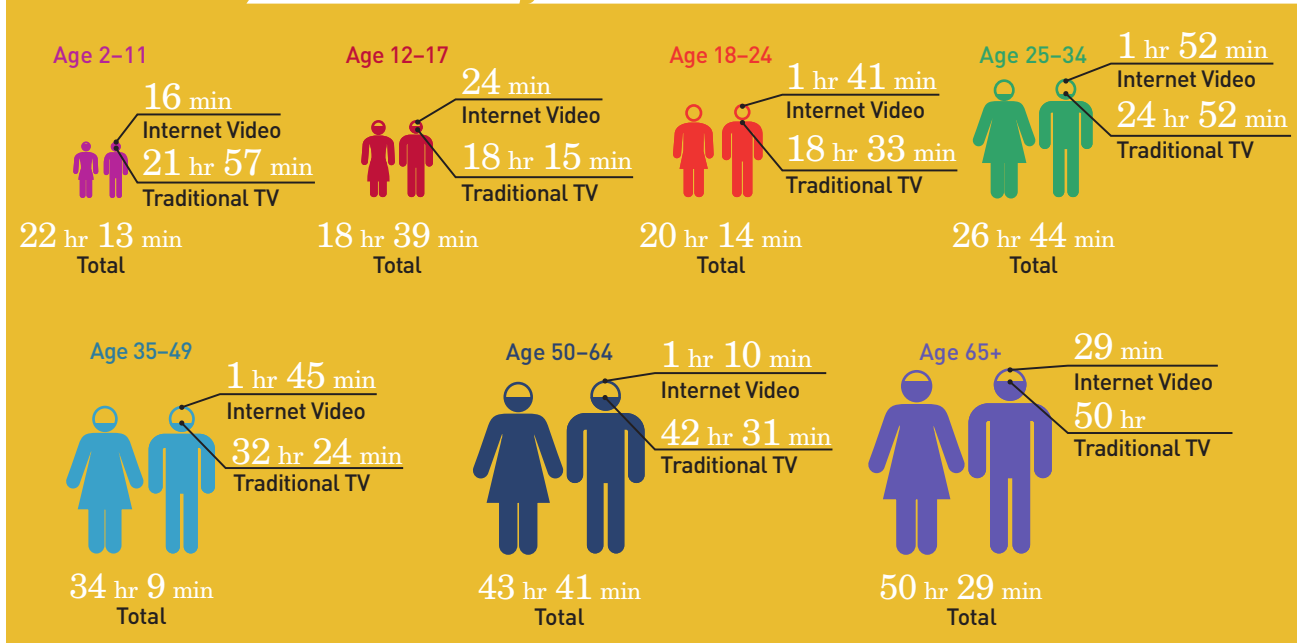 Age 2–11
16 min
Internet Video
21 hr 57 min
Traditional TV
22 hr 13 min
Total
Age 12–17
24 min
Internet Video
18 hr 15 min
Traditional TV
18 hr 39 min
Total
Age 18–24
1 hr 41 min
Internet Video
18 hr 33 min
Traditional TV
20 hr 14 min
Total
Age 25–34
1 hr 52 min
Internet Video
24 hr 52 min
Traditional TV
26 hr 44 min
Total
Age 35–49
1 hr 45 min
Internet Video
32 hr 24 min
Traditional TV
34 hr 9 min
Total
Age 50–64
1 hr 10 min
Internet Video
42 hr 31 min
Traditional TV
43 hr 41 min
Total
Age 65+
29 min
Internet Video
50 hr
Traditional TV
50 hr 29 min
Total